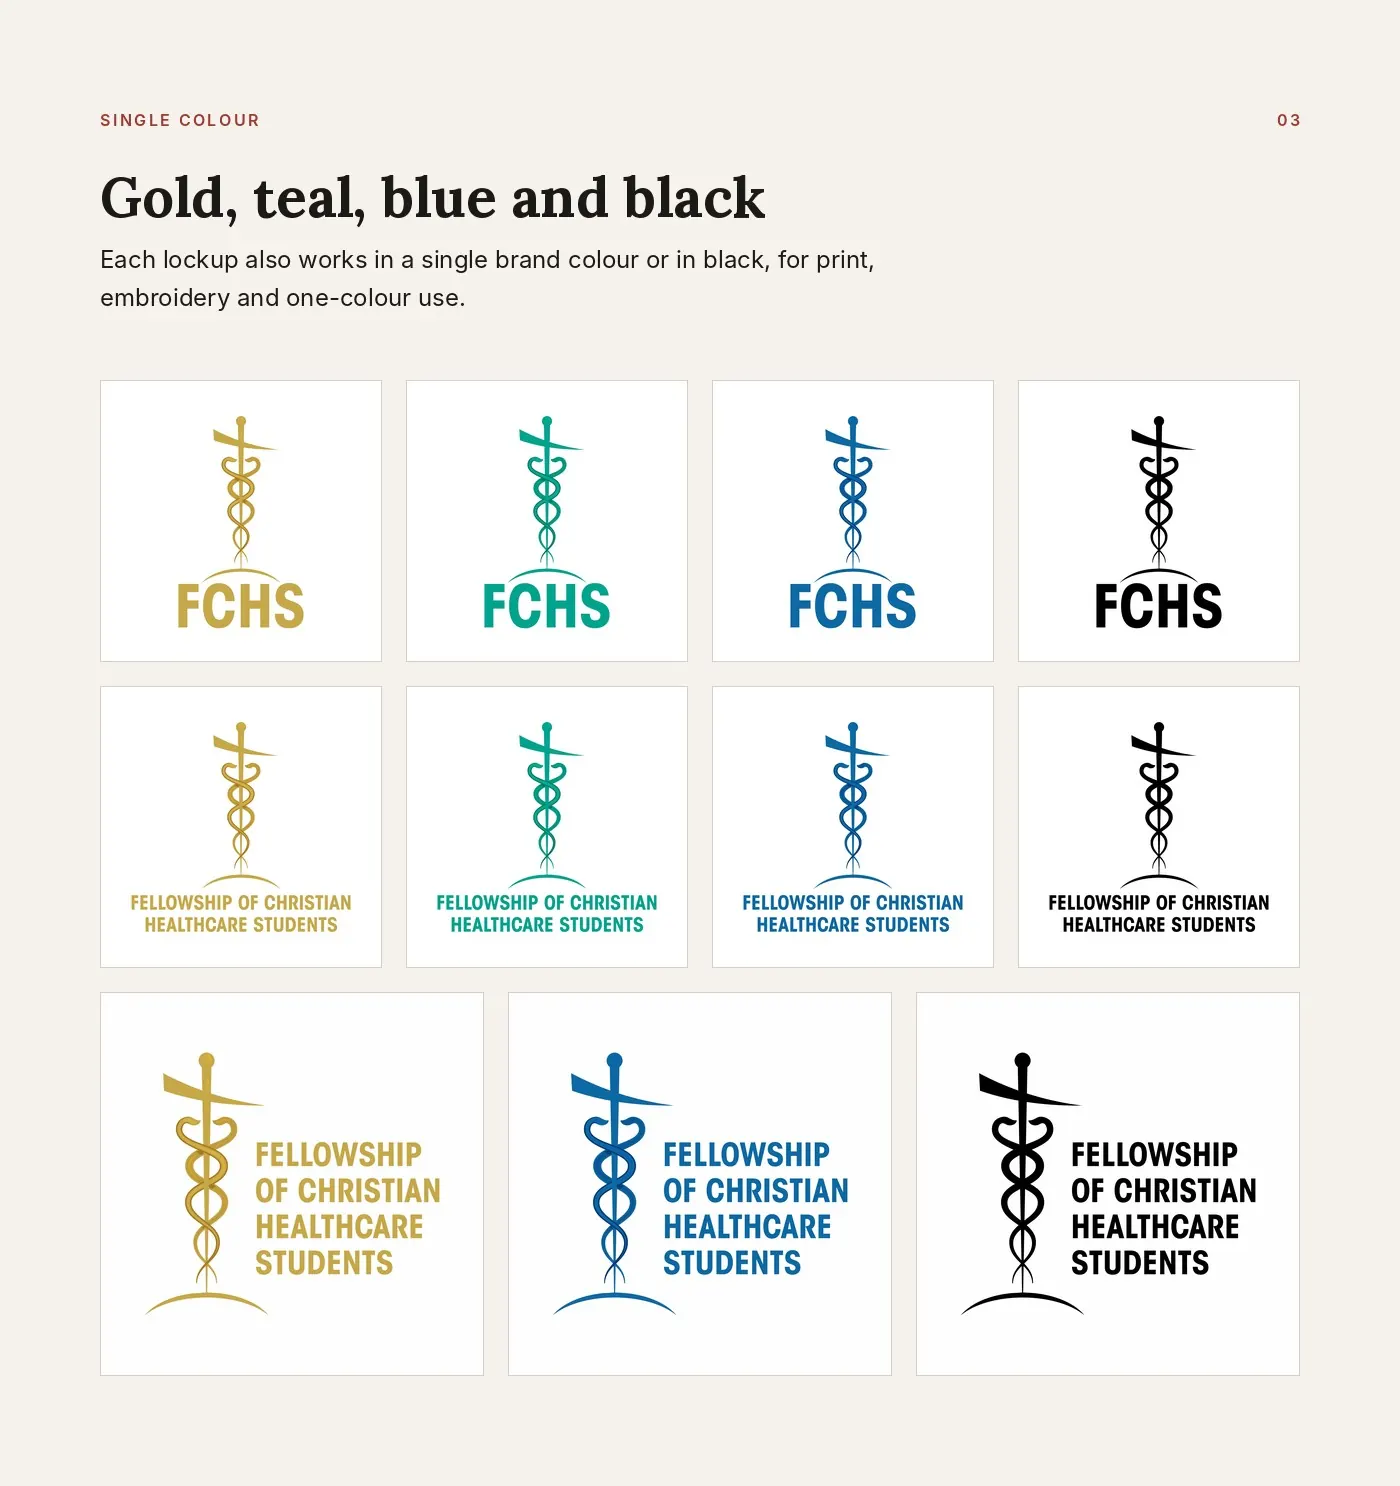 SINGLE COLOUR
03
Gold, teal, blue and black
Each lockup also works in a single brand colour or in black, for print,
embroidery and one-colour use.
FCHS
FCHS
FCHS
FCHS
FELLOWSHIP OF CHRISTIAN
HEALTHCARE STUDENTS
FELLOWSHIP OF CHRISTIAN
HEALTHCARE STUDENTS
FELLOWSHIP OF CHRISTIAN
HEALTHCARE STUDENTS
FELLOWSHIP OF CHRISTIAN
HEALTHCARE STUDENTS
FELLOWSHIP
OF CHRISTIAN
HEALTHCARE
STUDENTS
FELLOWSHIP
OF CHRISTIAN
HEALTHCARE
STUDENTS
FELLOWSHIP
OF CHRISTIAN
HEALTHCARE
STUDENTS